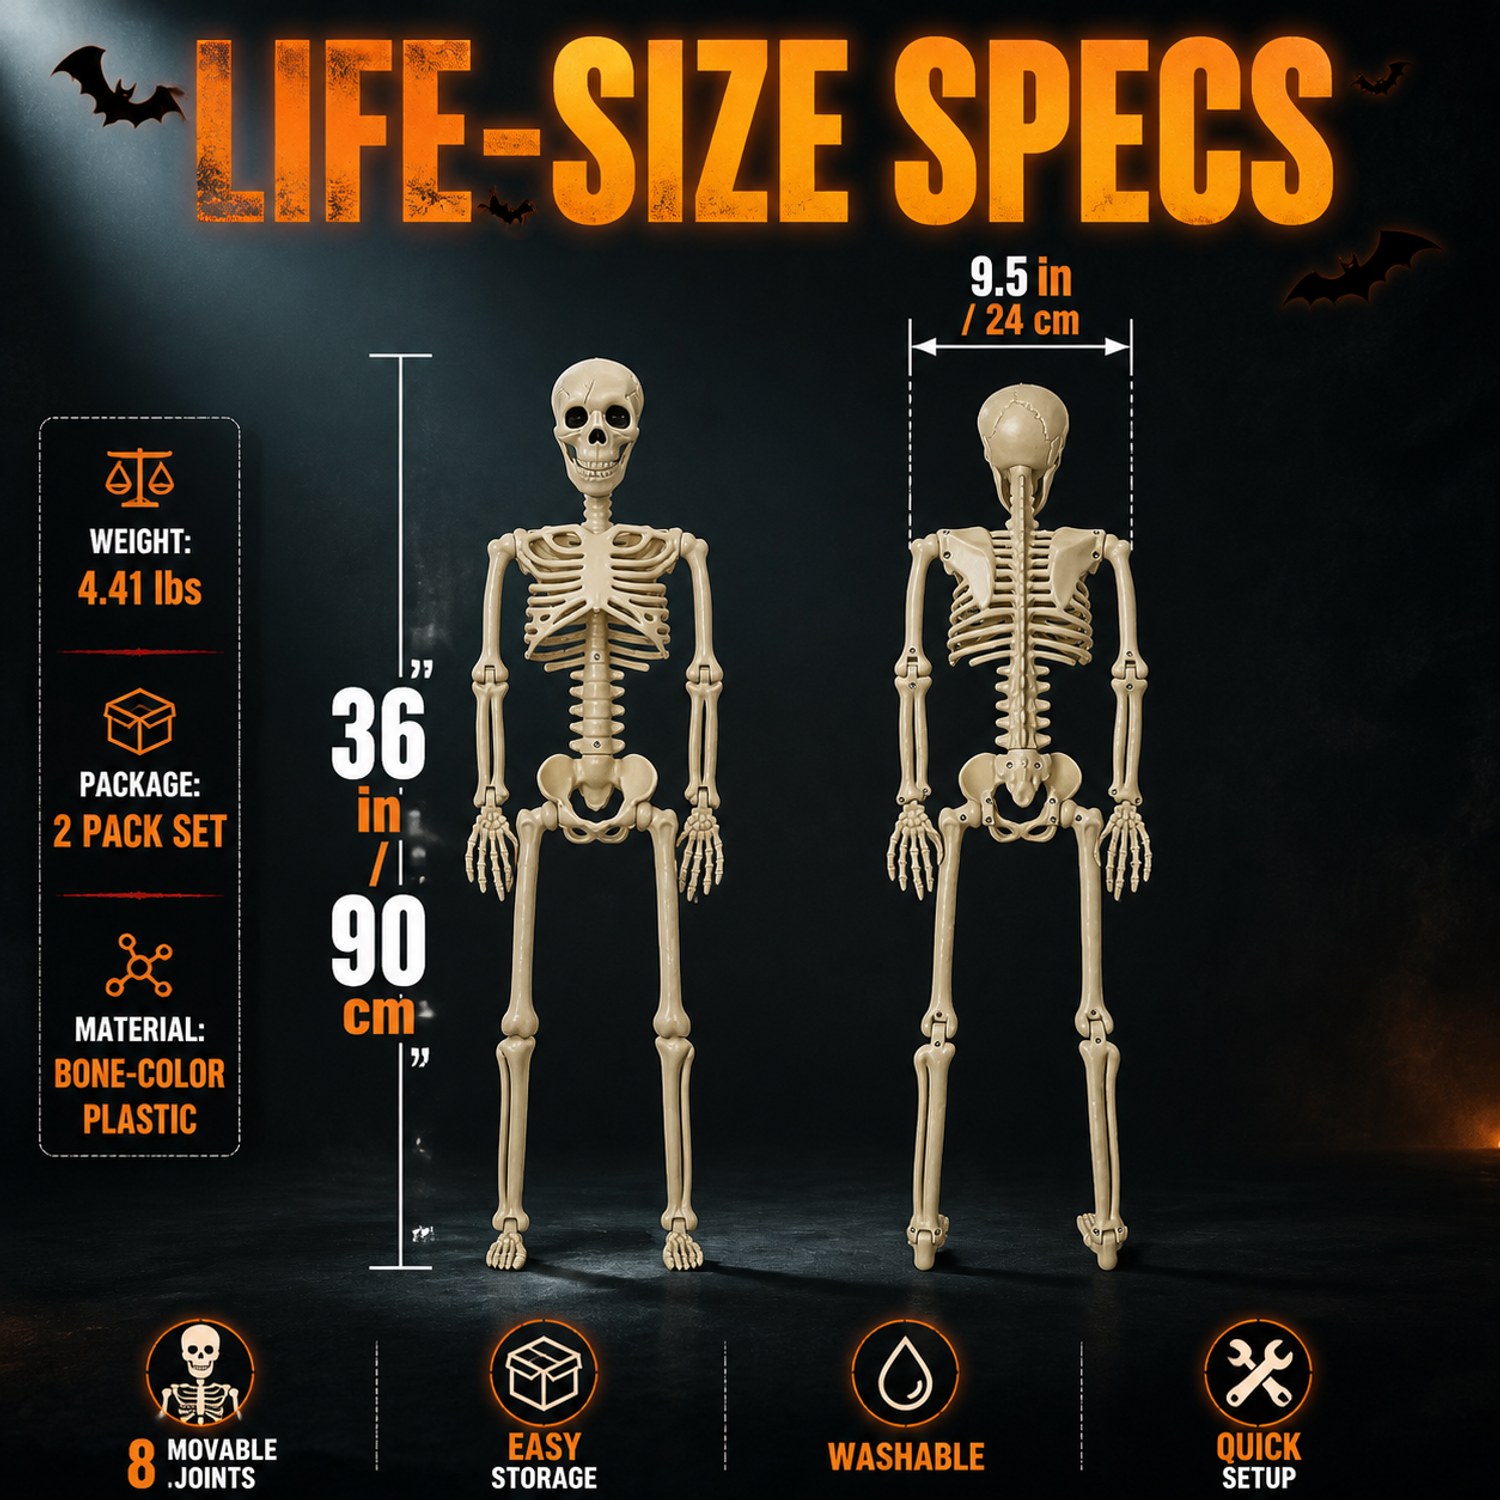 LIFE-SIZE SPECS
9.5 in
/ 24 cm
WEIGHT:
4.41 lbs
PACKAGE:
2 PACK SET
MATERIAL:
BONE-COLOR
PLASTIC
”
36
in
/
90
cm
”
8 MOVABLE
.JOINTS
EASY
STORAGE
WASHABLE
QUICK
SETUP